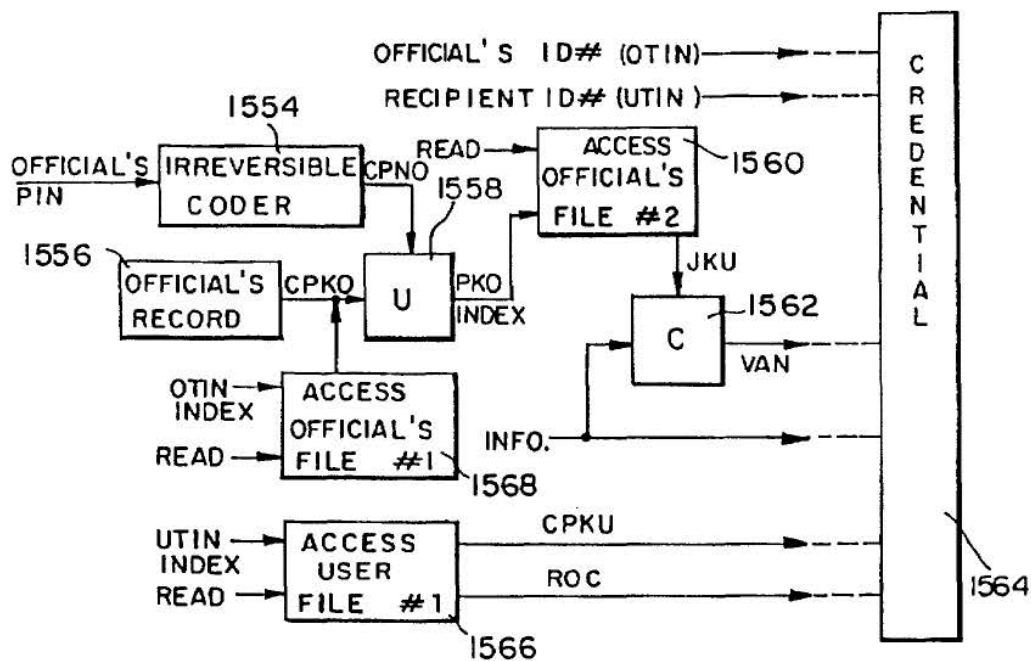 OFFICIAL'S ID# (OTIN)
RECIPIENT ID# (UTIN)
CREDENTIAL
1554
OFFICIAL'S
PIN
IRREVERSIBLE
CODER
CPNO
1558
READ
ACCESS
OFFICIAL'S
FILE #2
1560
1556
OFFICIAL'S
RECORD
CPKO
U
PKO
INDEX
JKU
1562
C
VAN
OTIN
INDEX
READ
ACCESS
OFFICIAL'S
FILE #1
1568
INFO.
UTIN
INDEX
READ
ACCESS
USER
FILE #1
1566
CPKU
ROC
1564